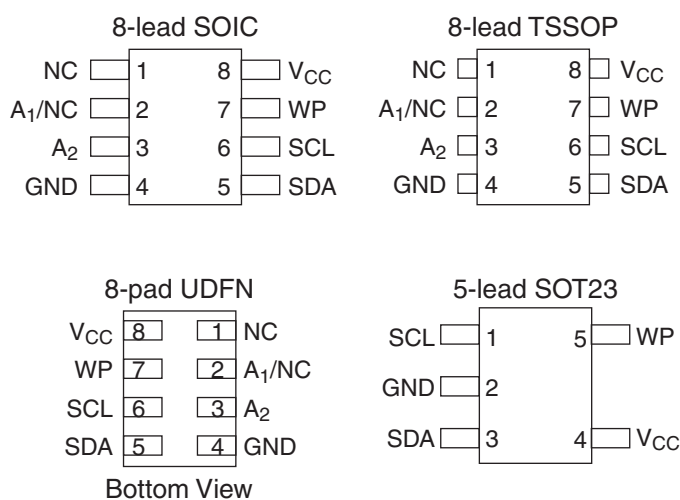 8-lead SOIC
NC 1 8 VCC
A1/NC 2 7 WP
A2 3 6 SCL
GND 4 5 SDA
8-lead TSSOP
NC 1 8 VCC
A1/NC 2 7 WP
A2 3 6 SCL
GND 4 5 SDA
8-pad UDFN
VCC 8 1 NC
WP 7 2 A1/NC
SCL 6 3 A2
SDA 5 4 GND
Bottom View
5-lead SOT23
SCL 1 5 WP
GND 2
SDA 3 4 VCC